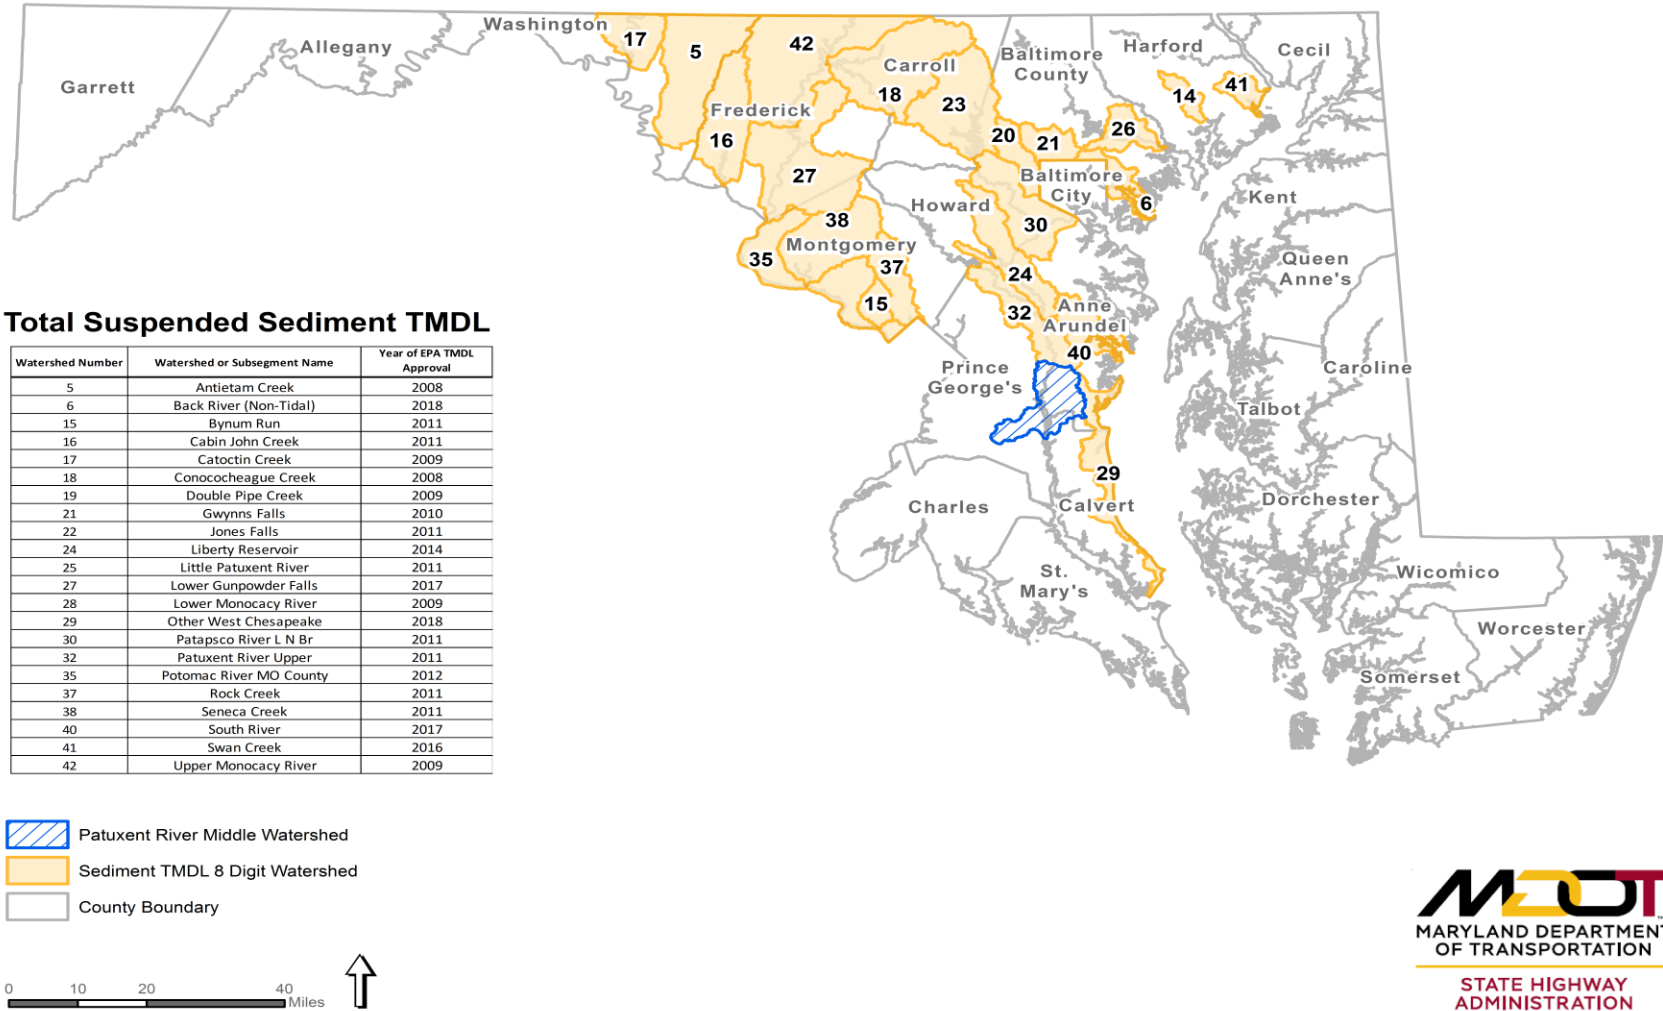 Washington
Allegany
Garrett
17
5
42
Carroll
Baltimore
County
Harford
Cecil
18
23
14
41
Frederick
16
20
21
26
27
Baltimore
City
6
Kent
Howard
38
30
Montgomery
35
37
24
Queen
Anne's
15
32
Anne
Arundel
40
Prince
George's
Caroline
Talbot
29
Charles
Calvert
Dorchester
St.
Mary's
Wicomico
Worcester
Somerset
Total Suspended Sediment TMDL
Watershed Number Watershed or Subsegment Name Year of EPA TMDL Approval
5 Antietam Creek 2008
6 Back River (Non-Tidal) 2018
15 Bynum Run 2011
16 Cabin John Creek 2011
17 Catoctin Creek 2009
18 Conococheague Creek 2008
19 Double Pipe Creek 2009
21 Gwynns Falls 2010
22 Jones Falls 2011
24 Liberty Reservoir 2014
25 Little Patuxent River 2011
27 Lower Gunpowder Falls 2017
28 Lower Monocacy River 2009
29 Other West Chesapeake 2018
30 Patapsco River L N Br 2011
32 Patuxent River Upper 2011
35 Potomac River MO County 2012
37 Rock Creek 2011
38 Seneca Creek 2011
40 South River 2017
41 Swan Creek 2016
42 Upper Monocacy River 2009
Patuxent River Middle Watershed
Sediment TMDL 8 Digit Watershed
County Boundary
0 10 20 40
Miles
MDOT
MARYLAND DEPARTMENT
OF TRANSPORTATION
STATE HIGHWAY
ADMINISTRATION